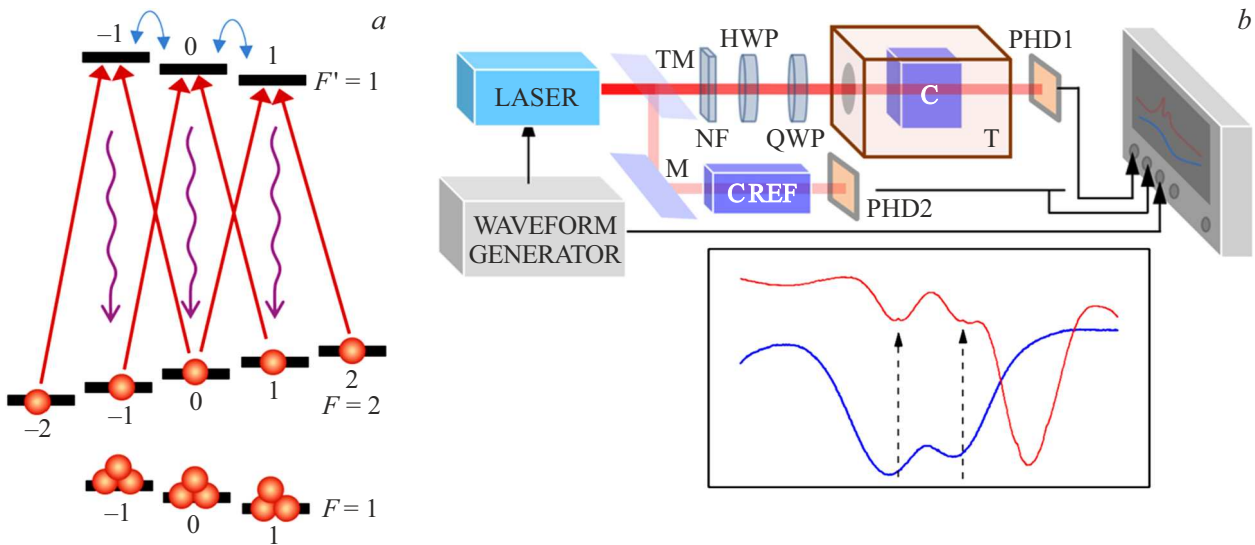 a
−1
0
1
F' = 1
2
1
0
−1
−2
F = 2
−1
0
1
F = 1
b
LASER
TM
HWP
PHD1
C
NF
QWP
T
M
C REF
PHD2
WAVEFORM
GENERATOR